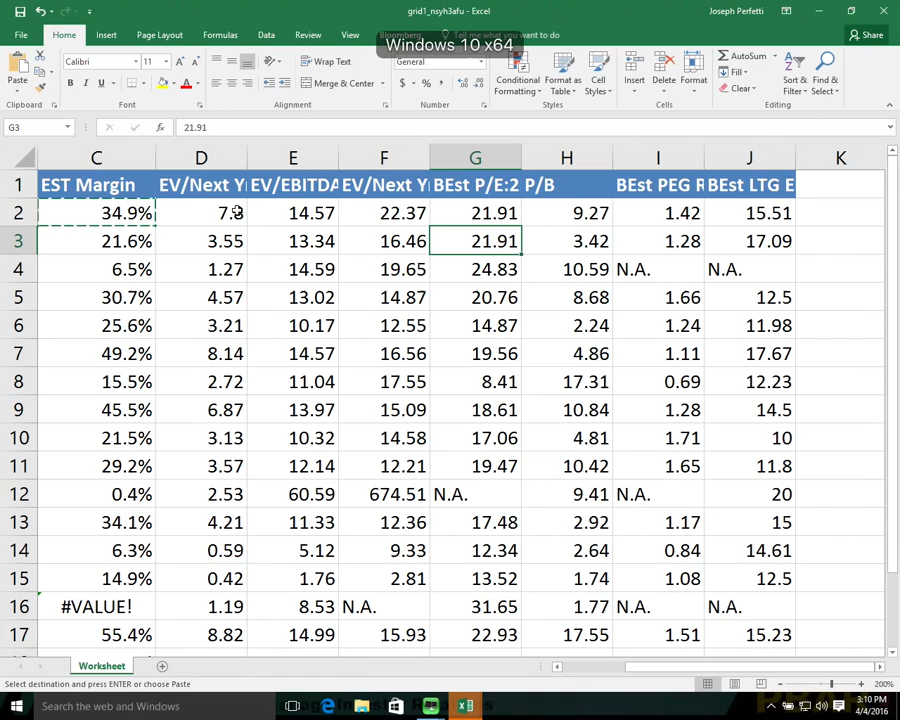 grid1_nsyh3afu - Excel
Joseph Perfetti
File Home Insert Page Layout Formulas Data Review View Bloomberg Tell me what you want to do Share
Windows 10 x64
Paste
Calibri 11
Wrap Text
General
Merge & Center
Conditional Formatting
Format as Table
Cell Styles
Insert Delete Format
AutoSum
Fill
Clear
Sort & Filter
Find & Select
Clipboard Font Alignment Number Styles Cells Editing
G3 21.91
C D E F G H I J K
1 EST Margin EV/Next Y EV/EBITDA EV/Next Y BEst P/E:2 P/B BEst PEG R BEst LTG E
2 34.9% 7.3 14.57 22.37 21.91 9.27 1.42 15.51
3 21.6% 3.55 13.34 16.46 21.91 3.42 1.28 17.09
4 6.5% 1.27 14.59 19.65 24.83 10.59 N.A. N.A.
5 30.7% 4.57 13.02 14.87 20.76 8.68 1.66 12.5
6 25.6% 3.21 10.17 12.55 14.87 2.24 1.24 11.98
7 49.2% 8.14 14.57 16.56 19.56 4.86 1.11 17.67
8 15.5% 2.72 11.04 17.55 8.41 17.31 0.69 12.23
9 45.5% 6.87 13.97 15.09 18.61 10.84 1.28 14.5
10 21.5% 3.13 10.32 14.58 17.06 4.81 1.71 10
11 29.2% 3.57 12.14 12.21 19.47 10.42 1.65 11.8
12 0.4% 2.53 60.59 674.51 N.A. 9.41 N.A. 20
13 34.1% 4.21 11.33 12.36 17.48 2.92 1.17 15
14 6.3% 0.59 5.12 9.33 12.34 2.64 0.84 14.61
15 14.9% 0.42 1.76 2.81 13.52 1.74 1.08 12.5
16 #VALUE! 1.19 8.53 N.A. 31.65 1.77 N.A. N.A.
17 55.4% 8.82 14.99 15.93 22.93 17.55 1.51 15.23
Worksheet
Select destination and press ENTER or choose Paste
200%
Search the web and Windows
3:10 PM
4/4/2016